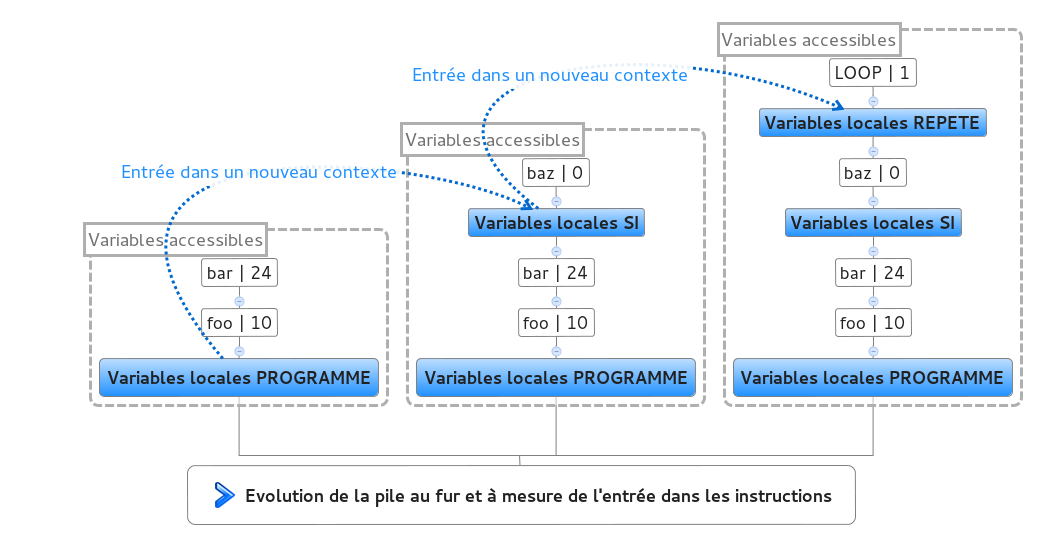 Variables accessibles
LOOP | 1
Entrée dans un nouveau contexte
Variables locales REPETE
Variables accessibles
baz | 0
baz | 0
Entrée dans un nouveau contexte
Variables locales SI
Variables locales SI
Variables accessibles
bar | 24
bar | 24
bar | 24
foo | 10
foo | 10
foo | 10
Variables locales PROGRAMME
Variables locales PROGRAMME
Variables locales PROGRAMME
Evolution de la pile au fur et à mesure de l'entrée dans les instructions